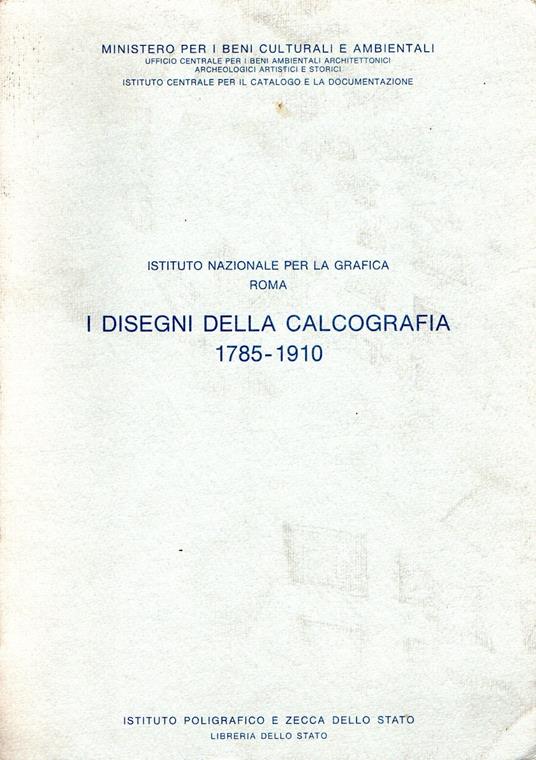 MINISTERO PER I BENI CULTURALI E AMBIENTALI
UFFICIO CENTRALE PER I BENI AMBIENTALI ARCHITETTONICI
ARCHEOLOGICI ARTISTICI E STORICI
ISTITUTO CENTRALE PER IL CATALOGO E LA DOCUMENTAZIONE
ISTITUTO NAZIONALE PER LA GRAFICA
ROMA
I DISEGNI DELLA CALCOGRAFIA
1785-1910
ISTITUTO POLIGRAFICO E ZECCA DELLO STATO
LIBRERIA DELLO STATO